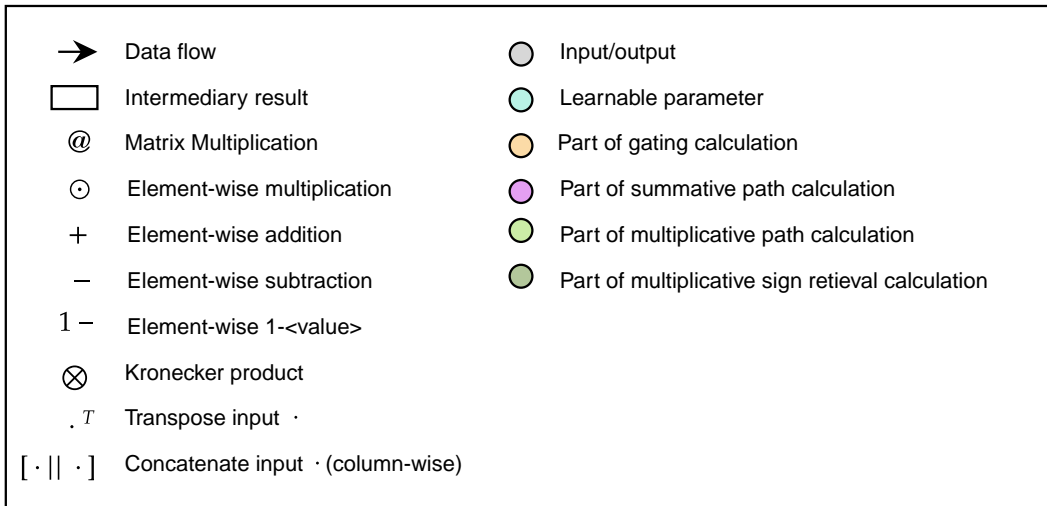 Data flow
Intermediary result
@ Matrix Multiplication
⊙ Element-wise multiplication
+ Element-wise addition
− Element-wise subtraction
1 − Element-wise 1-<value>
⊗ Kronecker product
. T Transpose input ·
[ · || · ] Concatenate input · (column-wise)
Input/output
Learnable parameter
Part of gating calculation
Part of summative path calculation
Part of multiplicative path calculation
Part of multiplicative sign retieval calculation